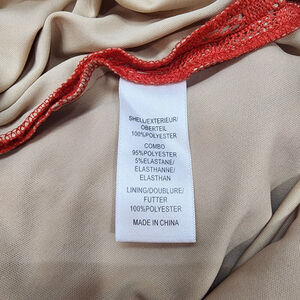 SHELL/EXTERIEUR/
OBERTEIL
100%POLYESTER
COMBO
95%POLYESTER
5%ELASTANE/
ELASTHANNE/
ELASTHAN
LINING/DOUBLURE/
FUTTER
100%POLYESTER
MADE IN CHINA